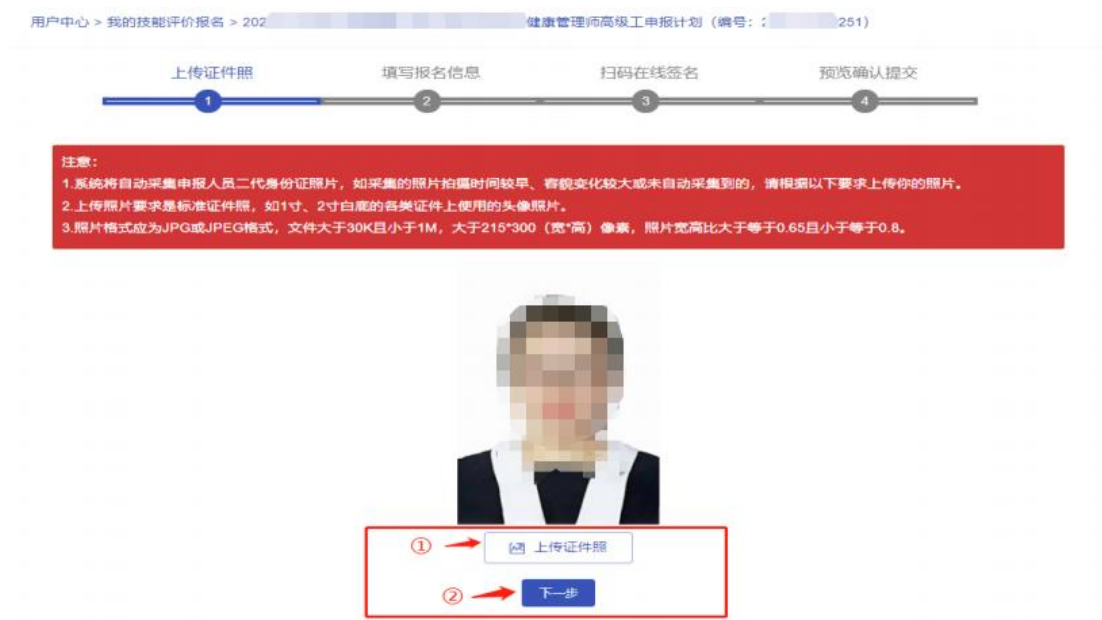 用户中心 > 我的技能评价报名 > 202 健康管理师高级工申报计划（编号：2 251）
上传证件照 填写报名信息 扫码在线签名 预览确认提交
1 2 3 4
注意：
1.系统将自动采集申报人员二代身份证照片，如采集的照片拍摄时间较早、容貌变化较大或未自动采集到的，请根据以下要求上传你的照片。
2.上传照片要求是标准证件照，如1寸、2寸白底的各类证件上使用的头像照片。
3.照片格式应为JPG或JPEG格式，文件大于30K且小于1M，大于215*300（宽*高）像素，照片宽高比大于等于0.65且小于等于0.8。
① 上传证件照
② 下一步